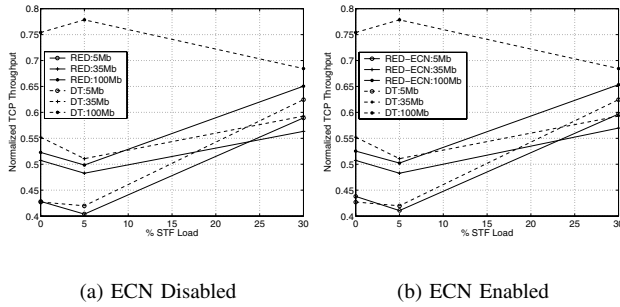 0.8
0.75
0.7
0.65
0.6
0.55
0.5
0.45
0.4
Normalized TCP Throughput
RED:5Mb
RED:35Mb
RED:100Mb
DT:5Mb
DT:35Mb
DT:100Mb
0 5 10 15 20 25 30
% STF Load
(a) ECN Disabled
0.8
0.75
0.7
0.65
0.6
0.55
0.5
0.45
0.4
Normalized TCP Throughput
RED-ECN:5Mb
RED-ECN:35Mb
RED-ECN:100Mb
DT:5Mb
DT:35Mb
DT:100Mb
0 5 10 15 20 25 30
% STF Load
(b) ECN Enabled